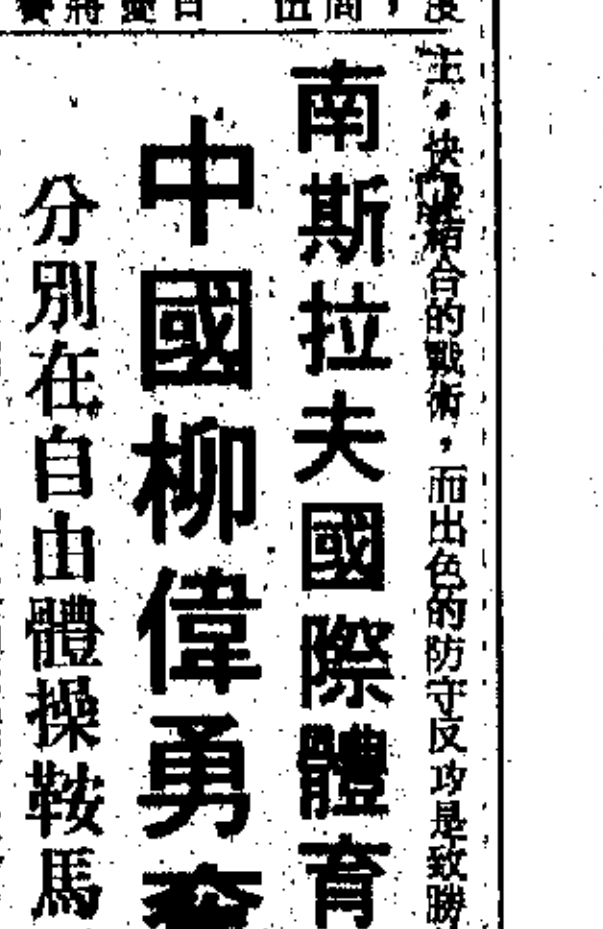 主，快結合的戰術，而出色的防守反攻是致勝
南斯拉夫國際體育
中國柳偉勇奪
分別在自由體操鞍馬